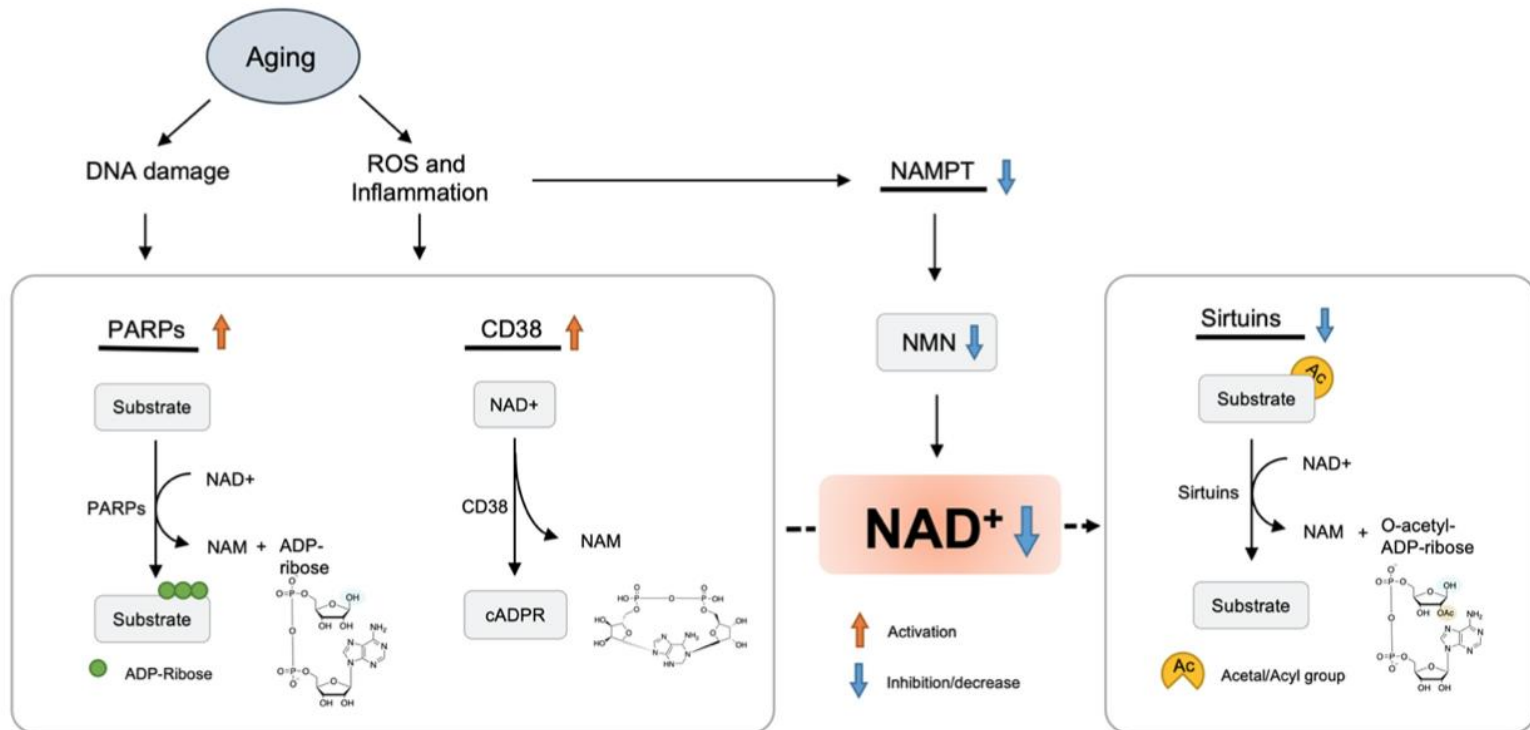 Aging
DNA damage
ROS and
Inflammation
NAMPT
PARPs
CD38
NMN
Sirtuins
Substrate
NAD+
PARPs
NAM + ADP-
ribose
Substrate
ADP-Ribose
NAD+
CD38
NAM
cADPR
NAD+
Activation
Inhibition/decrease
Ac
Substrate
NAD+
Sirtuins
NAM + O-acetyl-
ADP-ribose
Substrate
Ac
Acetal/Acyl group